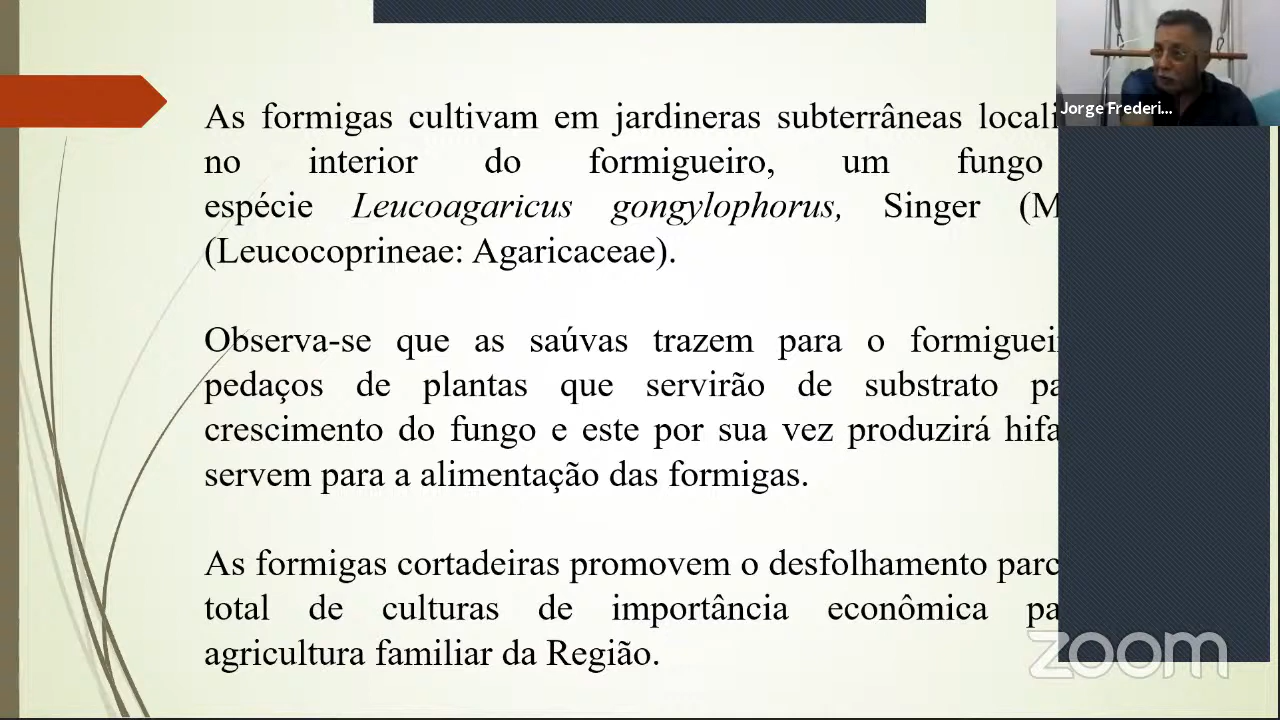 As formigas cultivam em jardineras subterrâneas locali
no interior do formigueiro, um fungo
espécie Leucoagaricus gongylophorus, Singer (M
(Leucocoprineae: Agaricaceae).
Observa-se que as saúvas trazem para o formiguei
pedaços de plantas que servirão de substrato pa
crescimento do fungo e este por sua vez produzirá hifa
servem para a alimentação das formigas.
As formigas cortadeiras promovem o desfolhamento parc
total de culturas de importância econômica pa
agricultura familiar da Região.
Jorge Frederi...
zoom